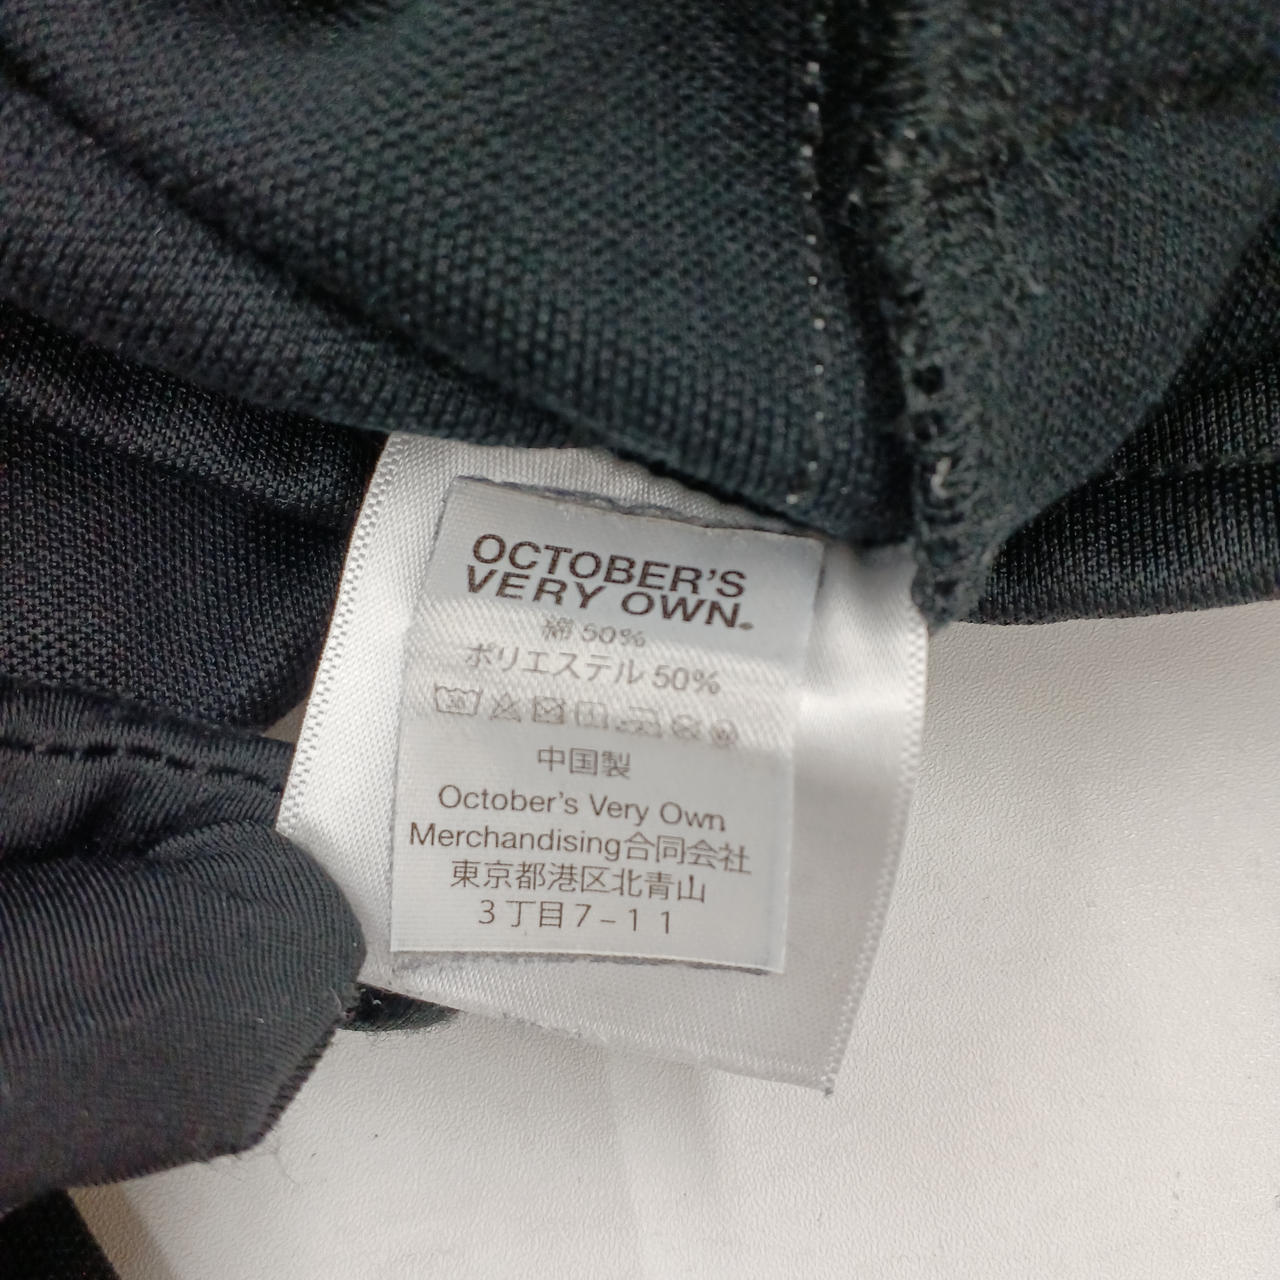 OCTOBER'S
VERY OWN.
綿 50%
ポリエステル 50%
中国製
October's Very Own
Merchandising合同会社
東京都港区北青山
3丁目7-11